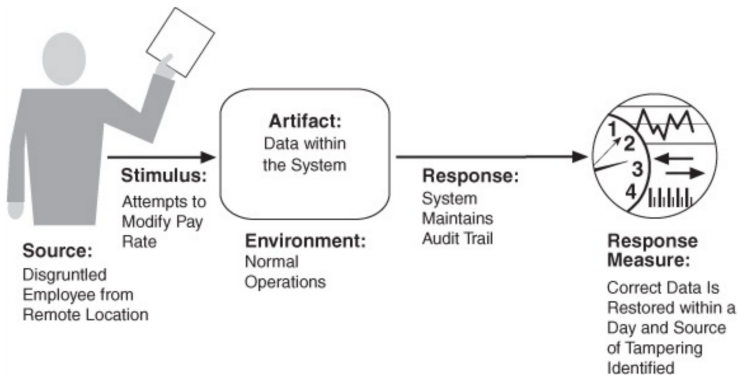 Artifact:
Data within
the System
Stimulus:
Attempts to
Modify Pay
Rate
Source:
Disgruntled
Employee from
Remote Location
Environment:
Normal
Operations
Response:
System
Maintains
Audit Trail
1
2
3
4
Response
Measure:
Correct Data Is
Restored within a
Day and Source
of Tampering
Identified